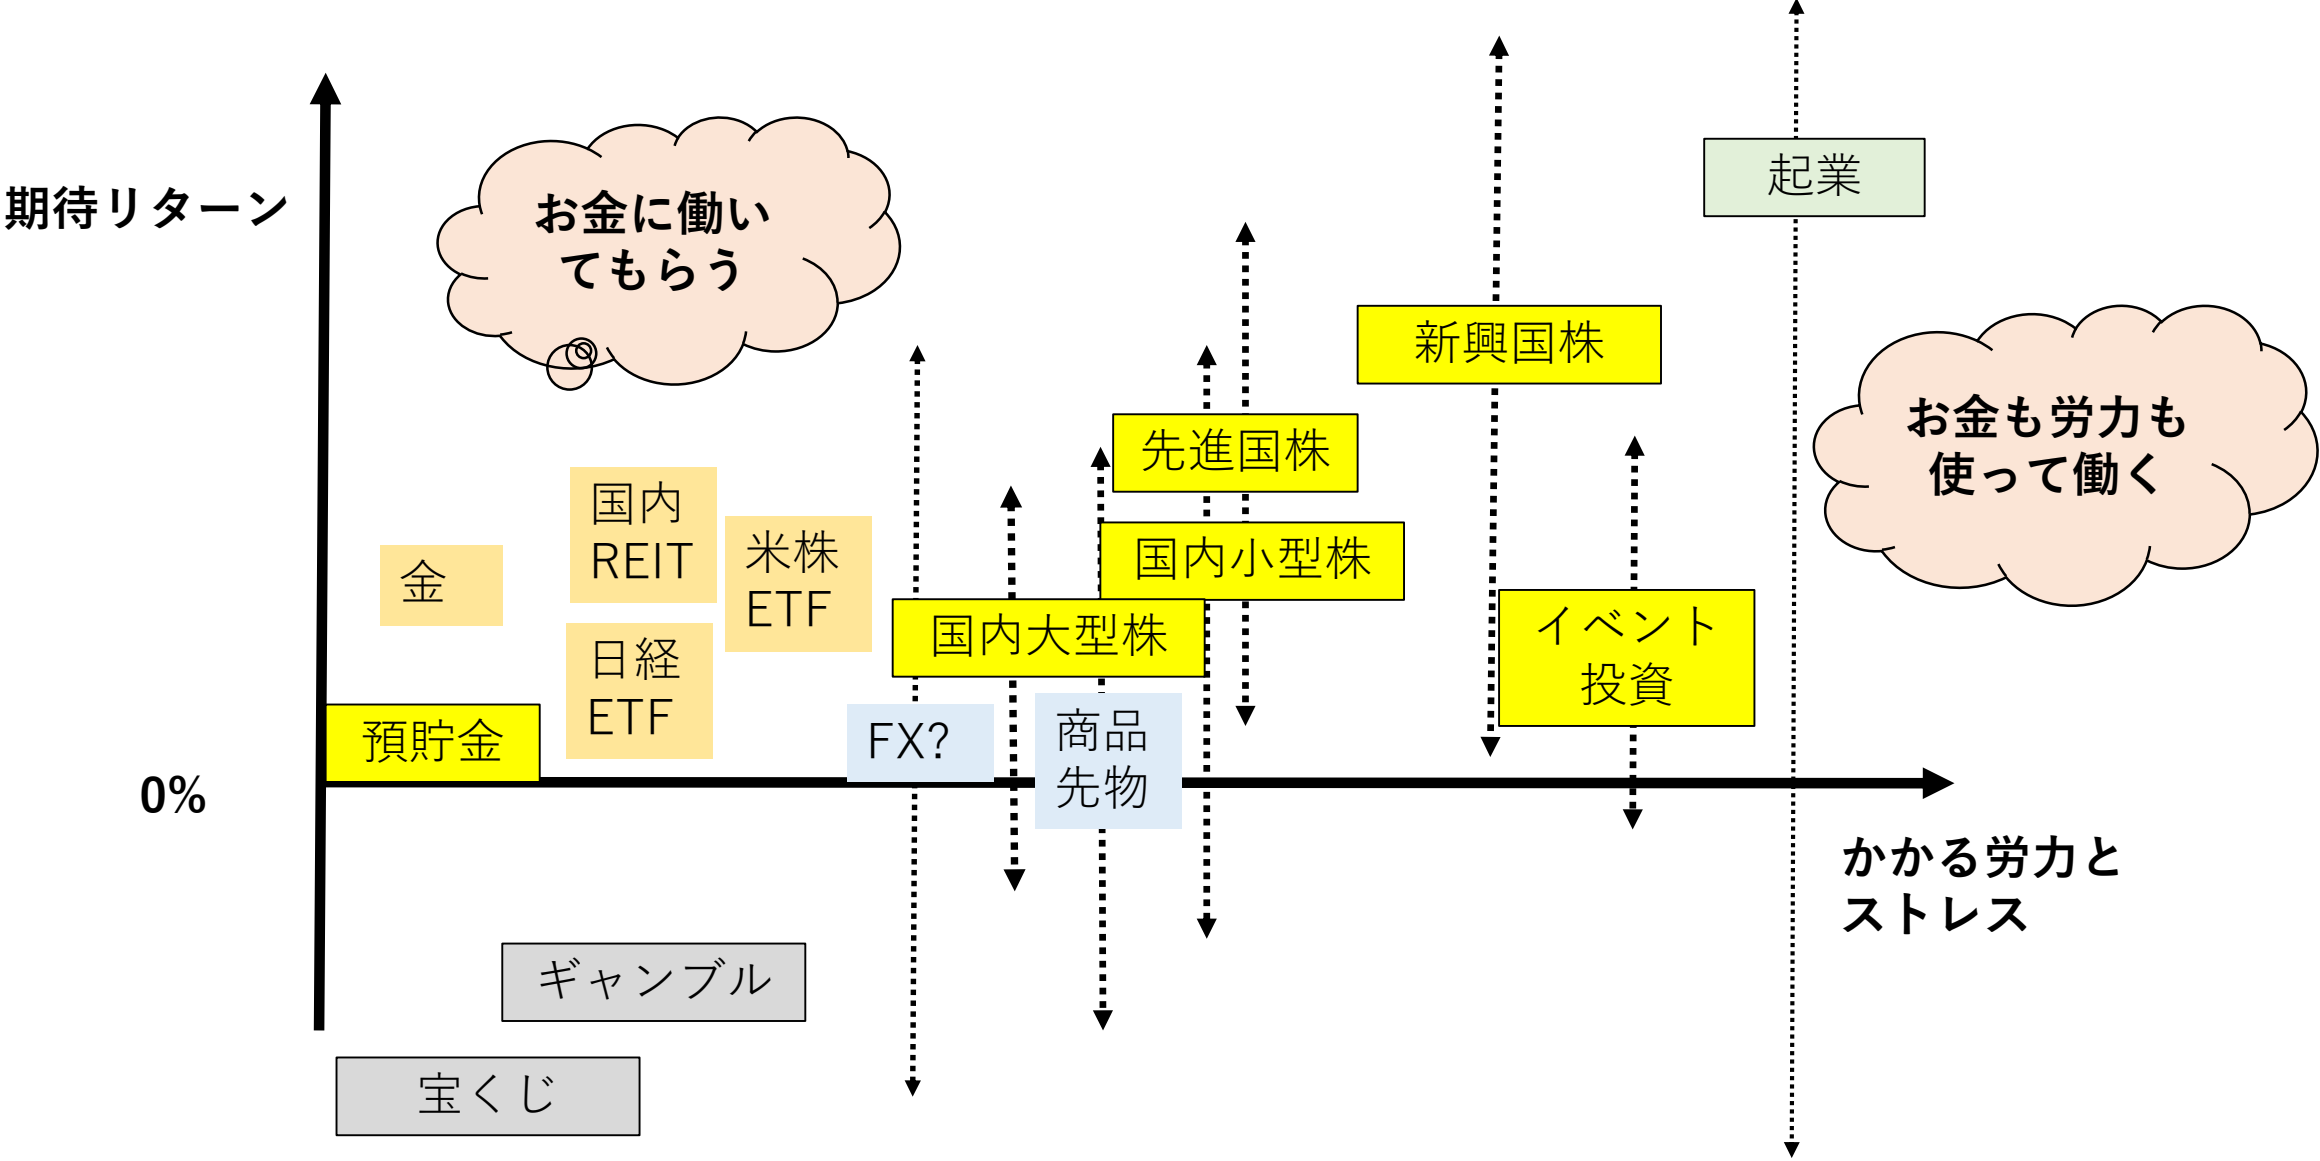 期待リターン
お金に働い
てもらう
起業
新興国株
お金も労力も
使って働く
先進国株
国内
REIT
米株
ETF
金
国内小型株
国内大型株
イベント
投資
日経
ETF
預貯金
FX?
商品
先物
0%
かかる労力と
ストレス
ギャンブル
宝くじ